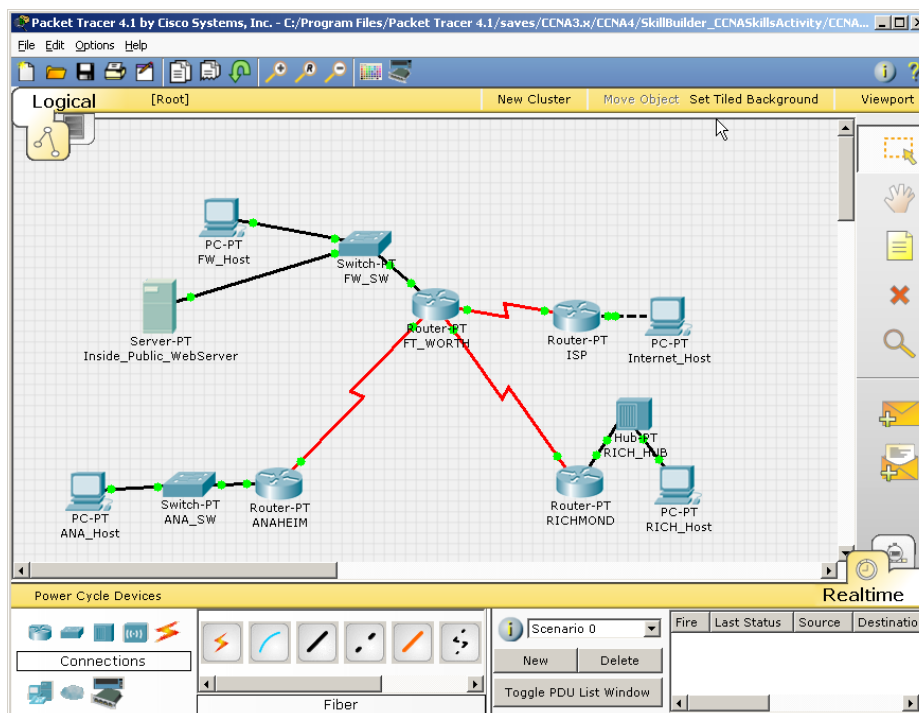 Packet Tracer 4.1 by Cisco Systems, Inc. - C:/Program Files/Packet Tracer 4.1/saves/CCNA3.x/CCNA4/SkillBuilder_CCNASkillsActivity/CCNA...
File Edit Options Help
Logical [Root] New Cluster Move Object Set Tiled Background Viewport
PC-PT
FW_Host
Switch-PT
FW_SW
Server-PT
Inside_Public_WebServer
Router-PT
FT_WORTH
Router-PT
ISP
PC-PT
Internet_Host
Hub-PT
RICH_HUB
PC-PT
ANA_Host
Switch-PT
ANA_SW
Router-PT
ANAHEIM
Router-PT
RICHMOND
PC-PT
RICH_Host
Power Cycle Devices
Realtime
Connections
Fiber
Scenario 0
New Delete
Toggle PDU List Window
Fire Last Status Source Destinatio